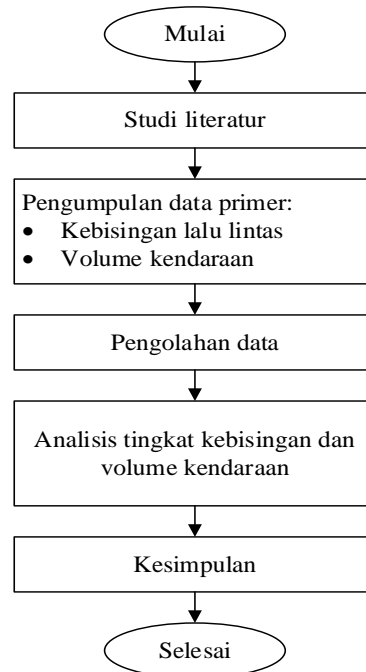 Mulai
Studi literatur
Pengumpulan data primer:
• Kebisingan lalu lintas
• Volume kendaraan
Pengolahan data
Analisis tingkat kebisingan dan
volume kendaraan
Kesimpulan
Selesai